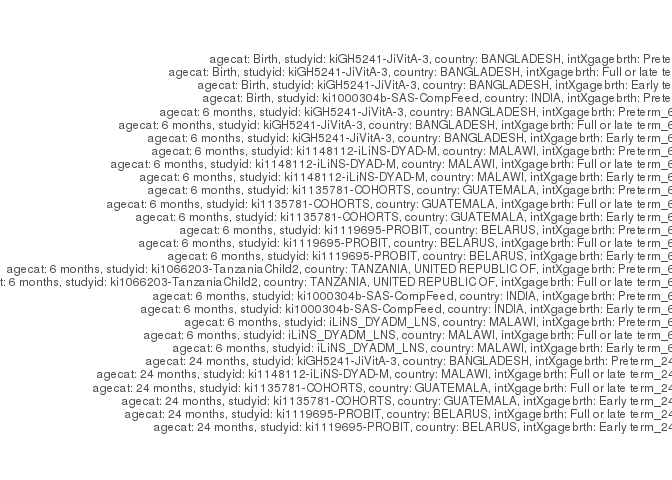 agecat: Birth, studyid: kiGH5241-JiVitA-3, country: BANGLADESH, intXgagebrth: Prete
agecat: Birth, studyid: kiGH5241-JiVitA-3, country: BANGLADESH, intXgagebrth: Full or late te
agecat: Birth, studyid: kiGH5241-JiVitA-3, country: BANGLADESH, intXgagebrth: Early te
agecat: Birth, studyid: ki1000304b-SAS-CompFeed, country: INDIA, intXgagebrth: Prete
agecat: 6 months, studyid: kiGH5241-JiVitA-3, country: BANGLADESH, intXgagebrth: Preterm_6
agecat: 6 months, studyid: kiGH5241-JiVitA-3, country: BANGLADESH, intXgagebrth: Full or late term_6
agecat: 6 months, studyid: kiGH5241-JiVitA-3, country: BANGLADESH, intXgagebrth: Early term_6
agecat: 6 months, studyid: ki1148112-iLiNS-DYAD-M, country: MALAWI, intXgagebrth: Preterm_6
agecat: 6 months, studyid: ki1148112-iLiNS-DYAD-M, country: MALAWI, intXgagebrth: Full or late term_6
agecat: 6 months, studyid: ki1148112-iLiNS-DYAD-M, country: MALAWI, intXgagebrth: Early term_6
agecat: 6 months, studyid: ki1135781-COHORTS, country: GUATEMALA, intXgagebrth: Preterm_6
agecat: 6 months, studyid: ki1135781-COHORTS, country: GUATEMALA, intXgagebrth: Full or late term_6
agecat: 6 months, studyid: ki1135781-COHORTS, country: GUATEMALA, intXgagebrth: Early term_6
agecat: 6 months, studyid: ki1119695-PROBIT, country: BELARUS, intXgagebrth: Preterm_6
agecat: 6 months, studyid: ki1119695-PROBIT, country: BELARUS, intXgagebrth: Full or late term_6
agecat: 6 months, studyid: ki1119695-PROBIT, country: BELARUS, intXgagebrth: Early term_6
agecat: 6 months, studyid: ki1066203-TanzaniaChild2, country: TANZANIA, UNITED REPUBLIC OF, intXgagebrth: Preterm_6
t: 6 months, studyid: ki1066203-TanzaniaChild2, country: TANZANIA, UNITED REPUBLIC OF, intXgagebrth: Full or late term_6
agecat: 6 months, studyid: ki1000304b-SAS-CompFeed, country: INDIA, intXgagebrth: Preterm_6
agecat: 6 months, studyid: ki1000304b-SAS-CompFeed, country: INDIA, intXgagebrth: Early term_6
agecat: 6 months, studyid: iLiNS_DYADM_LNS, country: MALAWI, intXgagebrth: Preterm_6
agecat: 6 months, studyid: iLiNS_DYADM_LNS, country: MALAWI, intXgagebrth: Full or late term_6
agecat: 6 months, studyid: iLiNS_DYADM_LNS, country: MALAWI, intXgagebrth: Early term_6
agecat: 24 months, studyid: kiGH5241-JiVitA-3, country: BANGLADESH, intXgagebrth: Preterm_24
agecat: 24 months, studyid: ki1148112-iLiNS-DYAD-M, country: MALAWI, intXgagebrth: Full or late term_24
agecat: 24 months, studyid: ki1135781-COHORTS, country: GUATEMALA, intXgagebrth: Full or late term_24
agecat: 24 months, studyid: ki1135781-COHORTS, country: GUATEMALA, intXgagebrth: Early term_24
agecat: 24 months, studyid: ki1119695-PROBIT, country: BELARUS, intXgagebrth: Full or late term_24
agecat: 24 months, studyid: ki1119695-PROBIT, country: BELARUS, intXgagebrth: Early term_24